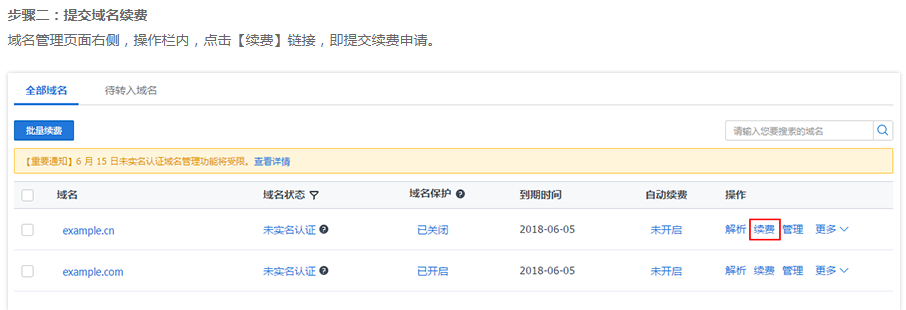 步骤二：提交域名续费
域名管理页面右侧，操作栏内，点击【续费】链接，即提交续费申请。
全部域名 待转入域名
批量续费 请输入您要搜索的域名
【重要通知】6 月 15 日未实名认证域名管理功能将受限。查看详情
域名 域名状态 域名保护 到期时间 自动续费 操作
example.cn 未实名认证 已关闭 2018-06-05 未开启 解析 续费 管理 更多
example.com 未实名认证 已开启 2018-06-05 未开启 解析 续费 管理 更多